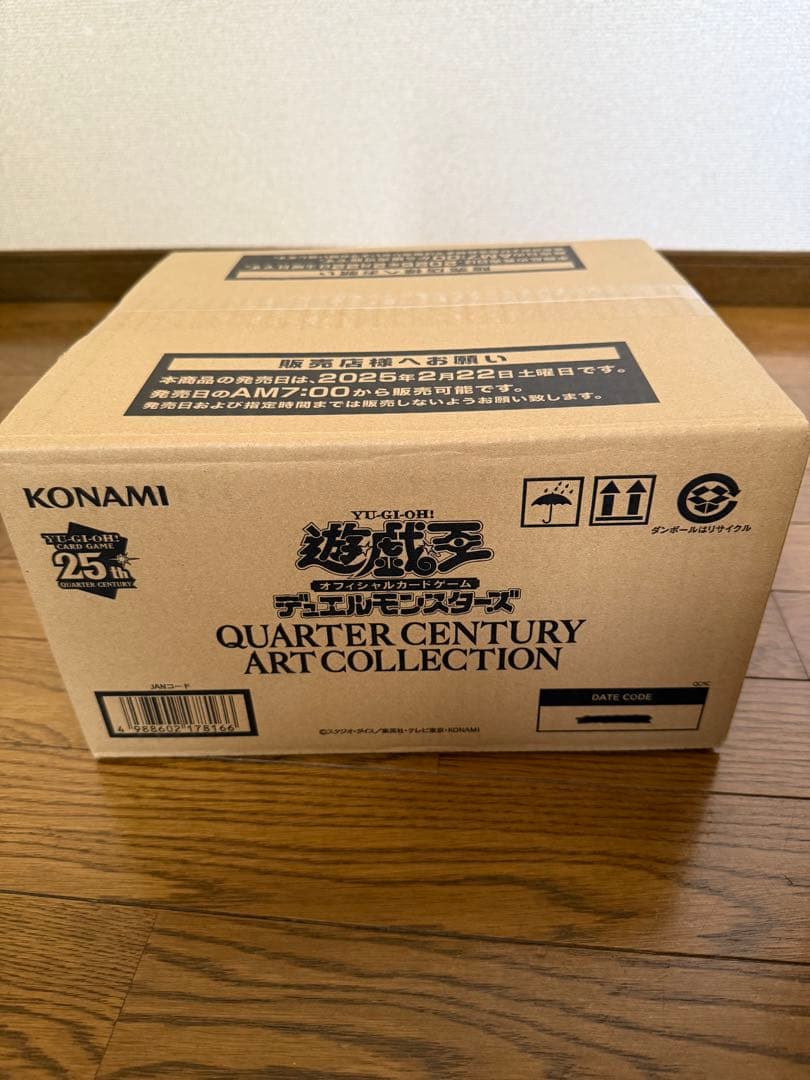 販売店様へお願い
販売店様へお願い
本商品の発売日は、2025年2月22日土曜日です。
発売日のAM7:00から販売可能です。
発売日および指定時間までは販売しないようお願い致します。
KONAMI
YU-GI-OH!
CARD GAME
25th
QUARTER CENTURY
YU-GI-OH!
遊戯王
オフィシャルカードゲーム
デュエルモンスターズ
QUARTER CENTURY
ART COLLECTION
ダンボールはリサイクル
JANコード
4 988602 178166
©スタジオ・ダイス/集英社・テレビ東京・KONAMI
QCAC
DATE CODE